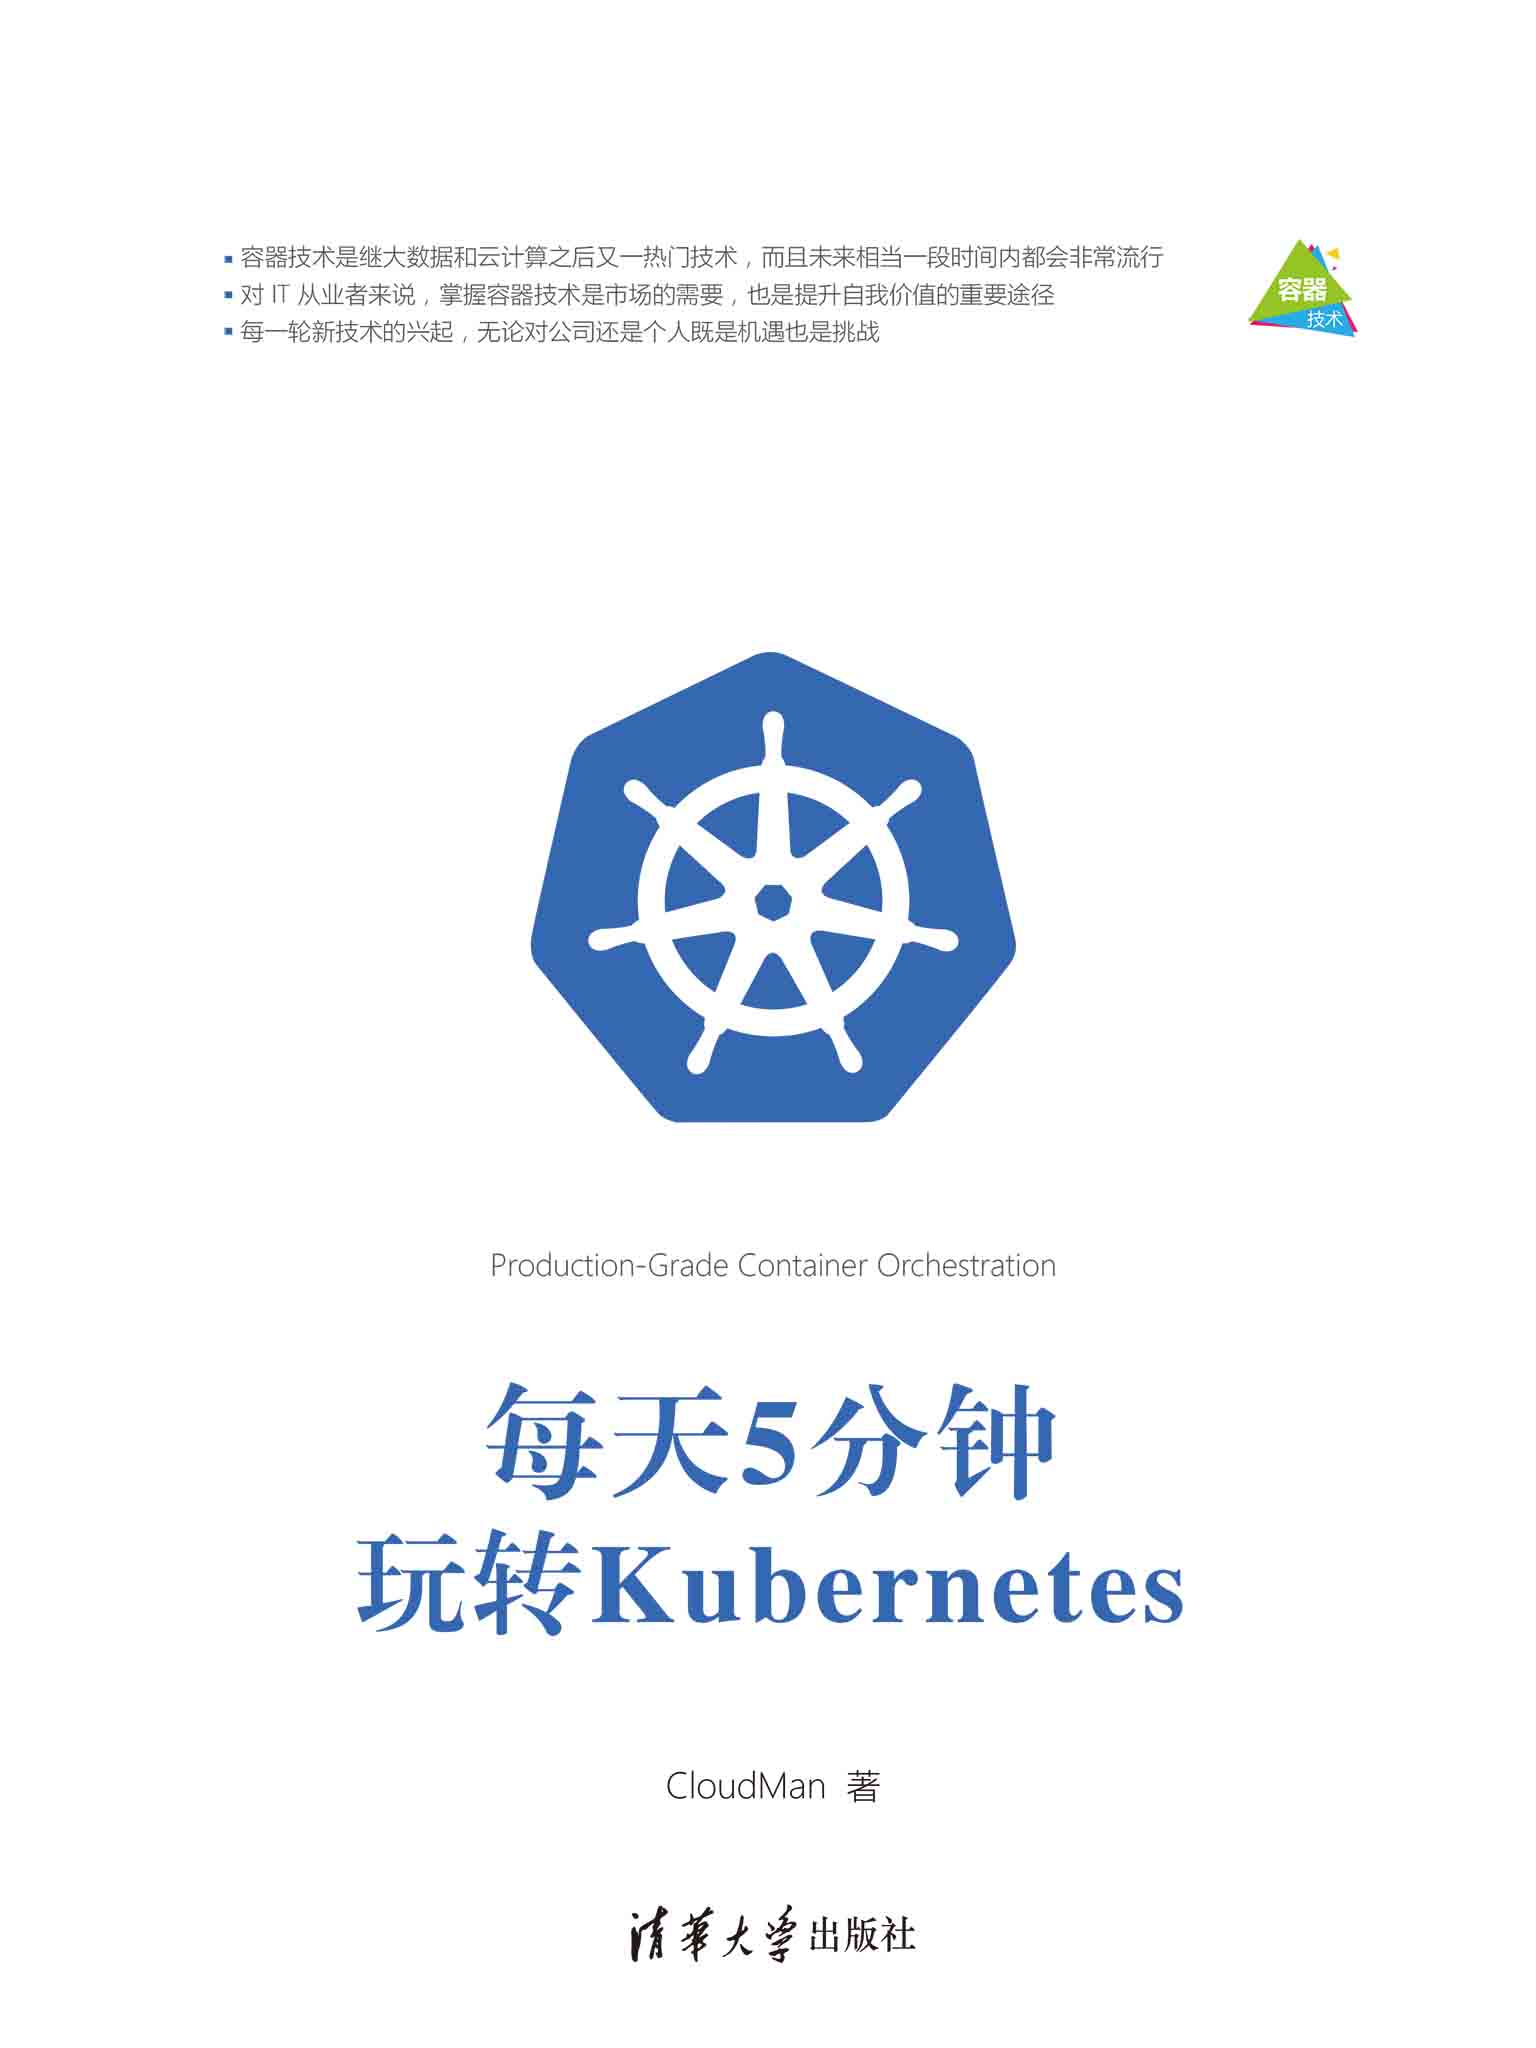 容器技术是继大数据和云计算之后又一热门技术，而且未来相当一段时间内都会非常流行
对 IT 从业者来说，掌握容器技术是市场的需要，也是提升自我价值的重要途径
每一轮新技术的兴起，无论对公司还是个人既是机遇也是挑战
容器
技术
Production-Grade Container Orchestration
每天5分钟
玩转Kubernetes
CloudMan 著
清华大学出版社